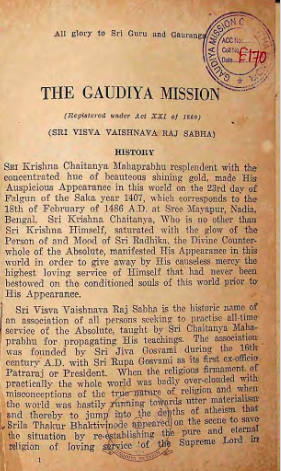 All glory to Sri Guru and Gauranga
GAUDIYA MISSION
ACC No.
Call No.
Date
£170
GAUDIYA
THE GAUDIYA MISSION
(Registered under Act XXI of 1860)
(SRI VISVA VAISHNAVA RAJ SABHA)
HISTORY
SRI Krishna Chaitanya Mahaprabhu resplendent with the
concentrated hue of beauteous shining gold, made His
Auspicious Appearance in this world on the 23rd day of
Falgun of the Saka year 1407, which corresponds to the
18th of February of 1486 A.D. at Sree Mayapur, Nadia,
Bengal. Sri Krishna Chaitanya, Who is no other than
Sri Krishna Himself, saturated with the glow of the
Person of and Mood of Sri Radhika, the Divine Counter-
whole of the Absolute, manifested His Appearance in this
world in order to give away by His causeless mercy the
highest loving service of Himself that had never been
bestowed on the conditioned souls of this world prior to
His Appearance.
Sri Visva Vaishnava Raj Sabha is the historic name of
an association of all persons seeking to practise all-time
service of the Absolute, taught by Sri Chaitanya Maha-
prabhu for propagating His teachings. The association
was founded by Sri Jiva Gosvami during the 16th
century A.D. with Sri Rupa Gosvami as its first ex-officio
Patraraj or President. When the religious firmament of
practically the whole world was badly over-clouded with
misconceptions of the true nature of religion and when
the world was hastily running towards utter materialism
and thereby to jump into the depths of atheism that
Srila Thakur Bhaktivinode appeared on the scene to save
the situation by re-establishing the pure and eternal
religion of loving service of the Supreme Lord in
1